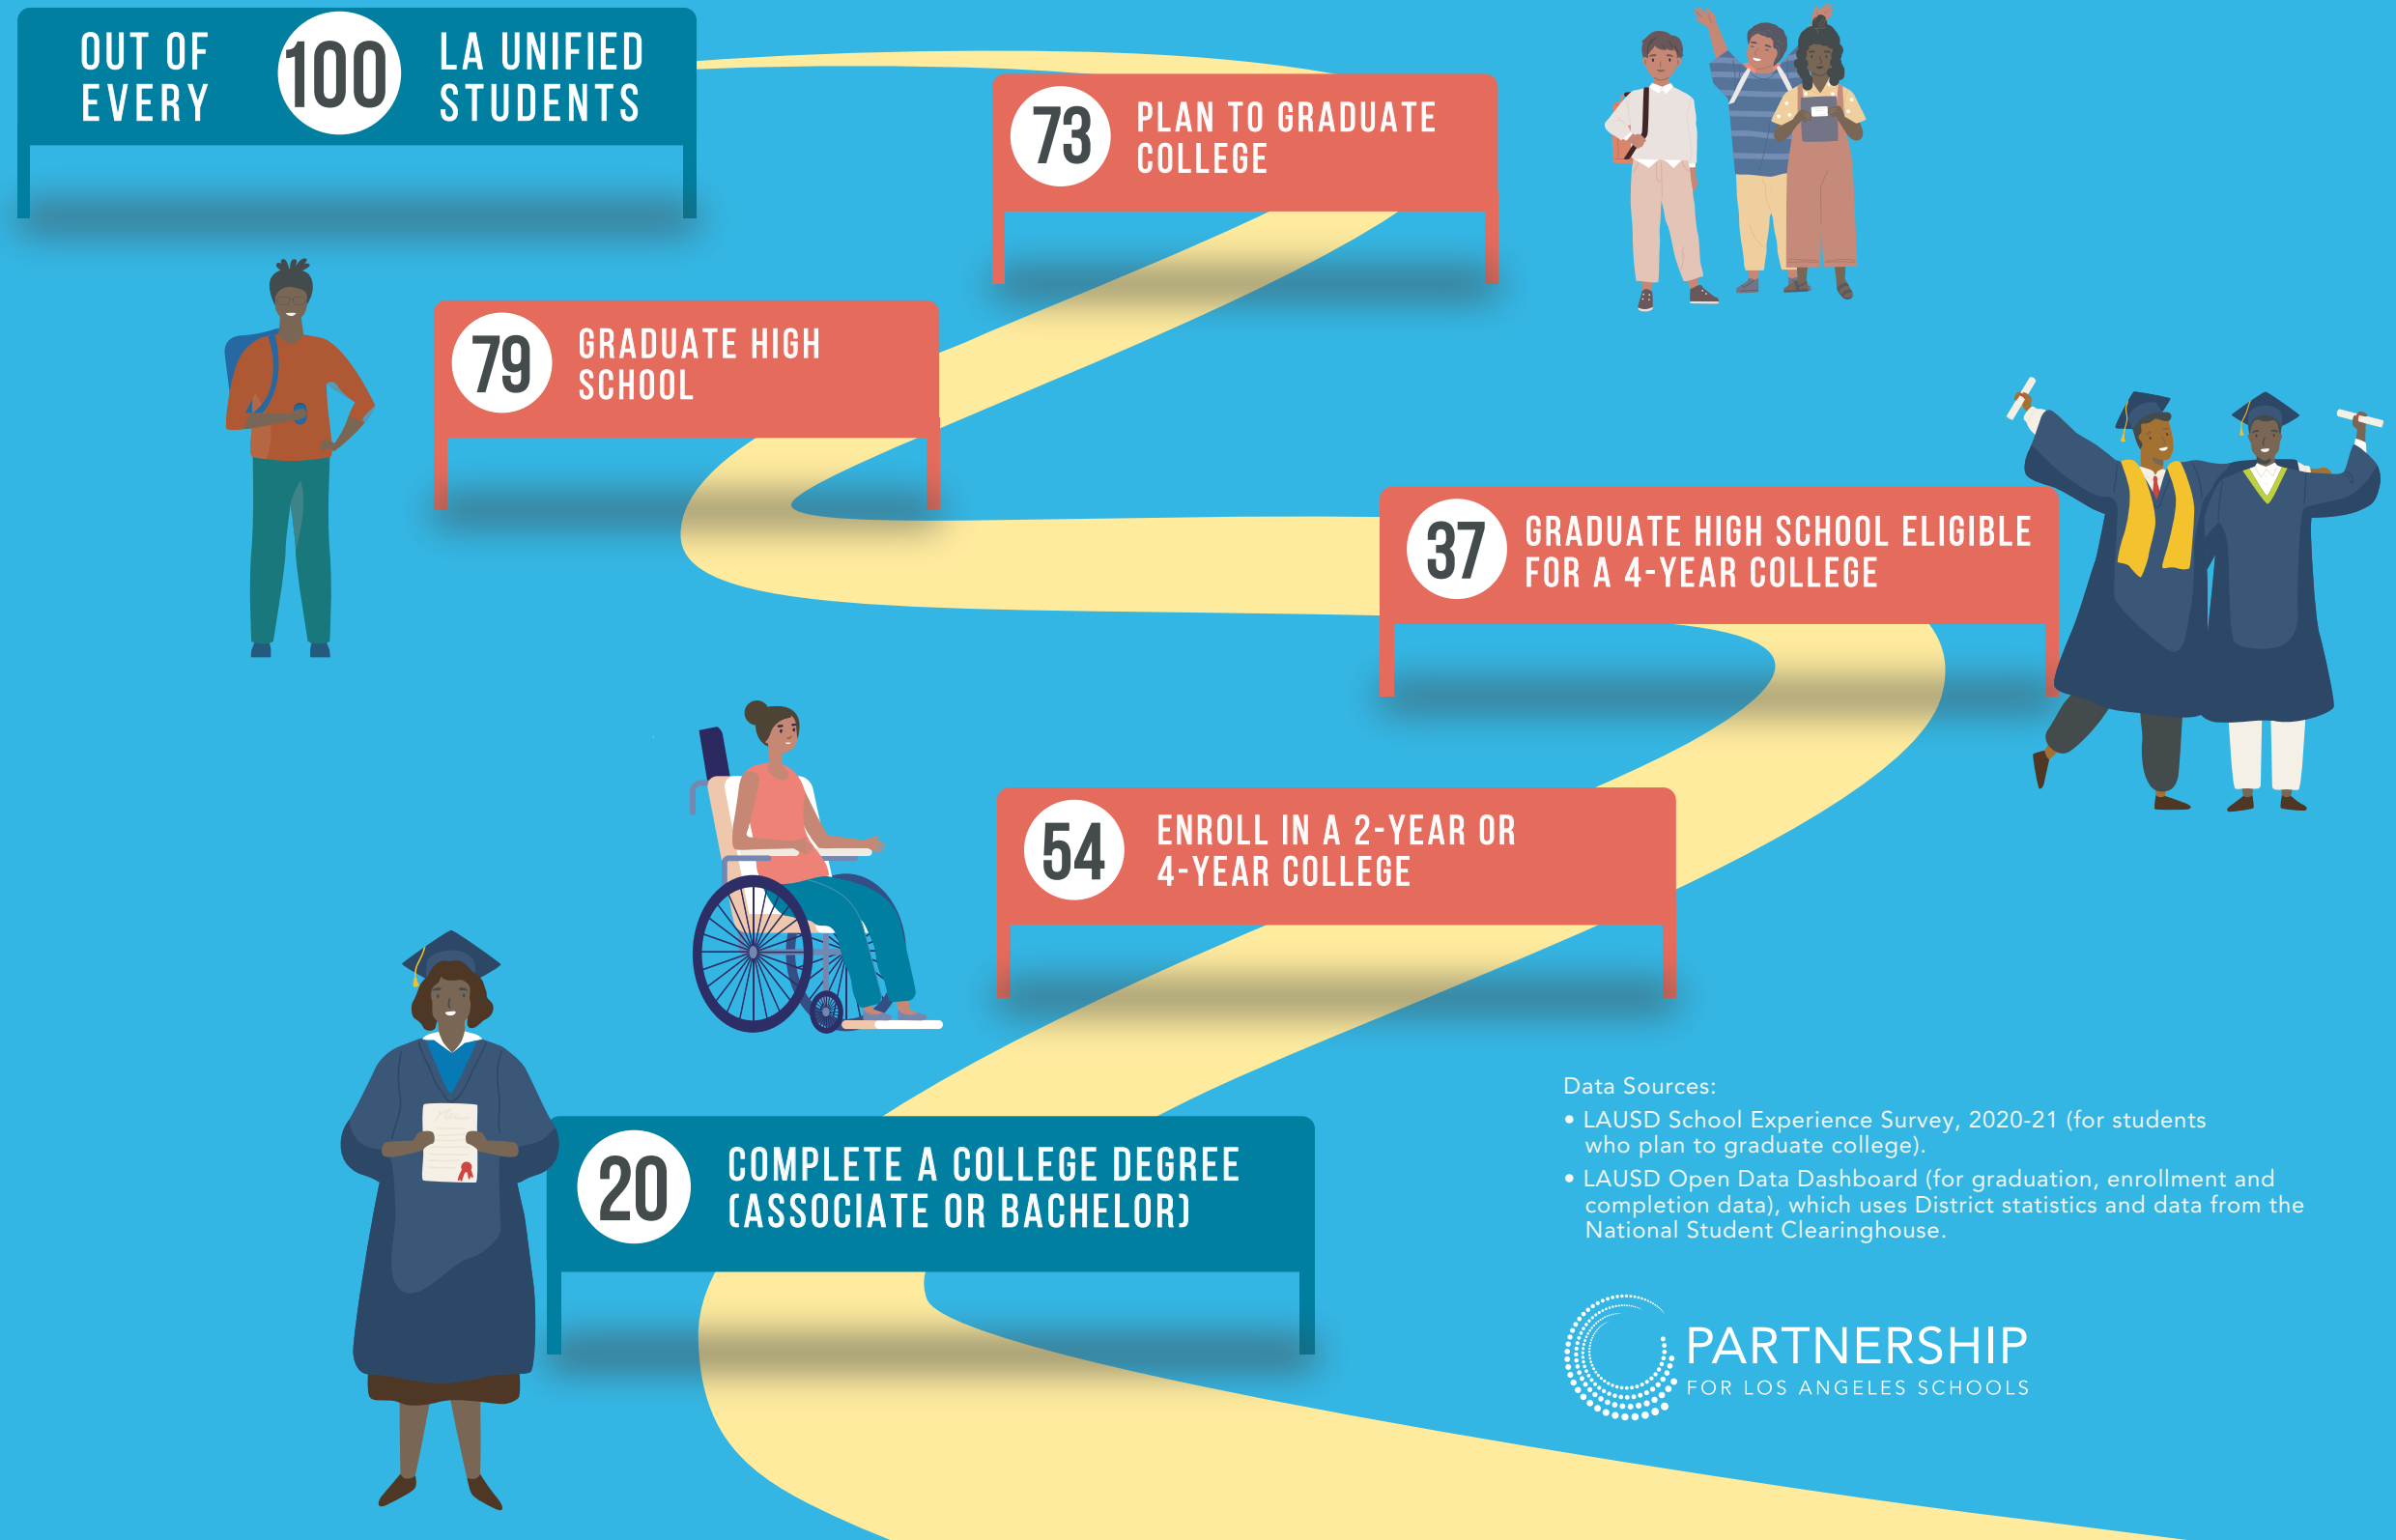 OUT OF
EVERY
100
LA UNIFIED
STUDENTS
73
PLAN TO GRADUATE
COLLEGE
79
GRADUATE HIGH
SCHOOL
37
GRADUATE HIGH SCHOOL ELIGIBLE
FOR A 4-YEAR COLLEGE
54
ENROLL IN A 2-YEAR OR
4-YEAR COLLEGE
20
COMPLETE A COLLEGE DEGREE
(ASSOCIATE OR BACHELOR)
Data Sources:
• LAUSD School Experience Survey, 2020-21 (for students
who plan to graduate college).
• LAUSD Open Data Dashboard (for graduation, enrollment and
completion data), which uses District statistics and data from the
National Student Clearinghouse.
PARTNERSHIP
FOR LOS ANGELES SCHOOLS